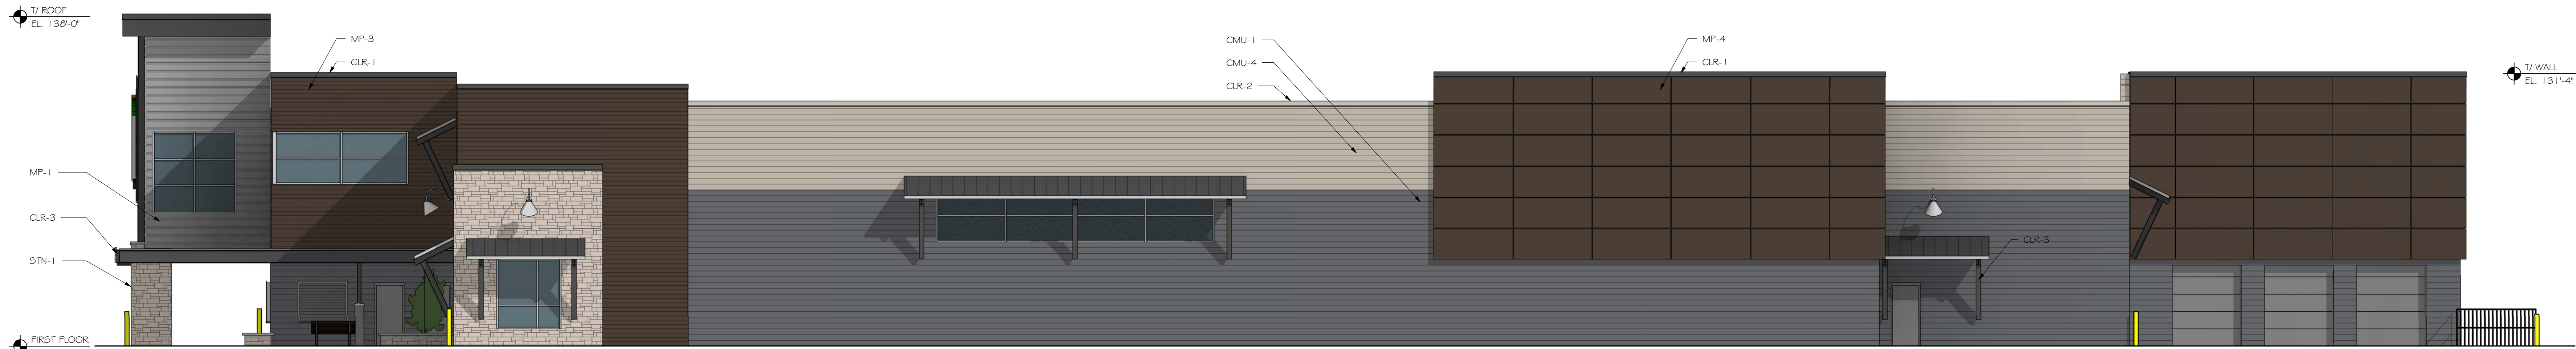 T/ ROOF
EL. 138'-0"
MP-3
CLR-1
CMU-1
CMU-4
CLR-2
MP-4
CLR-1
T/ WALL
EL. 131'-4"
MP-1
CLR-3
STN-1
CLR-3
FIRST FLOOR